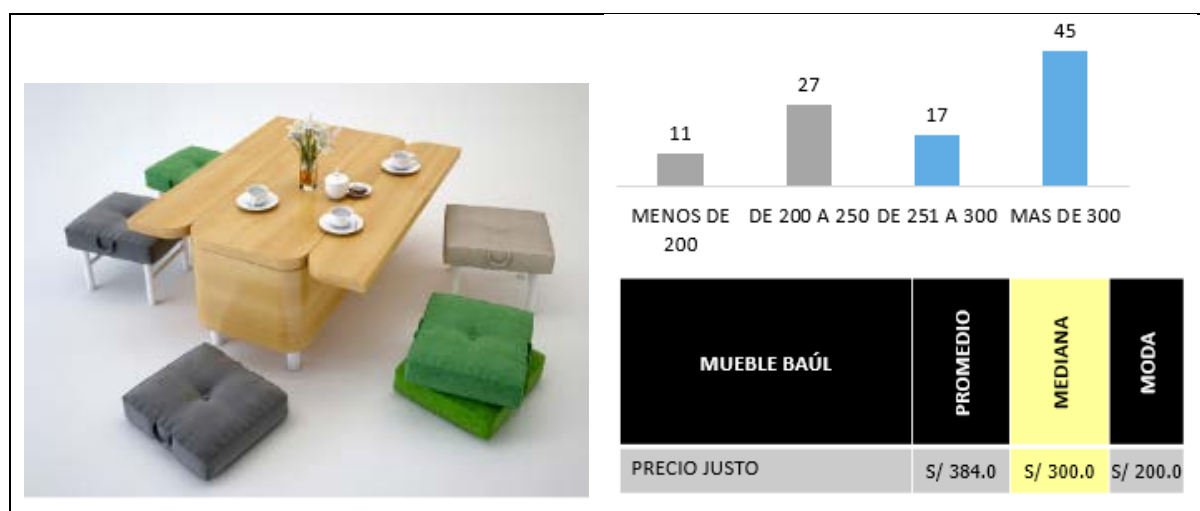 45
27
17
11
MENOS DE 200
DE 200 A 250
DE 251 A 300
MAS DE 300
MUEBLE BAÚL
PROMEDIO
MEDIANA
MODA
PRECIO JUSTO
S/ 384.0
S/ 300.0
S/ 200.0